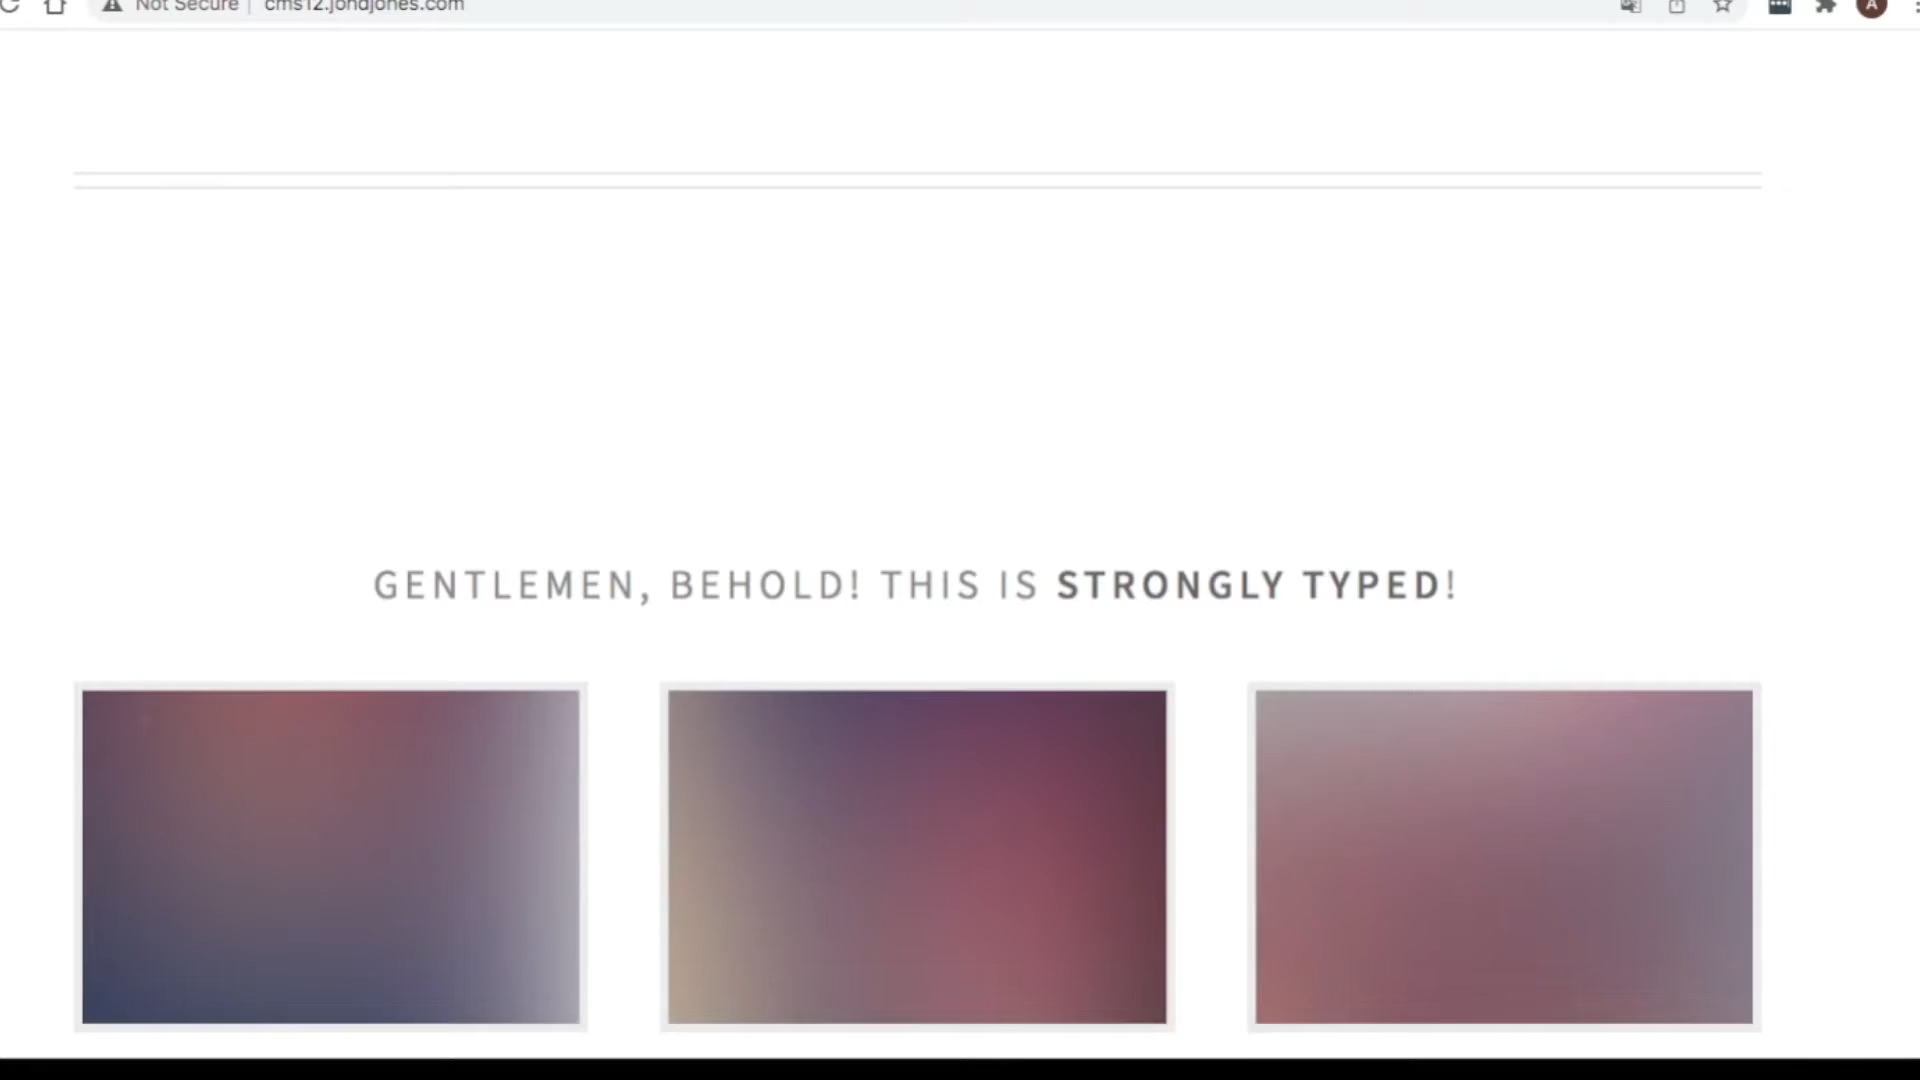 Not Secure | cms12.jondjones.com
A
GENTLEMEN, BEHOLD! THIS IS STRONGLY TYPED!